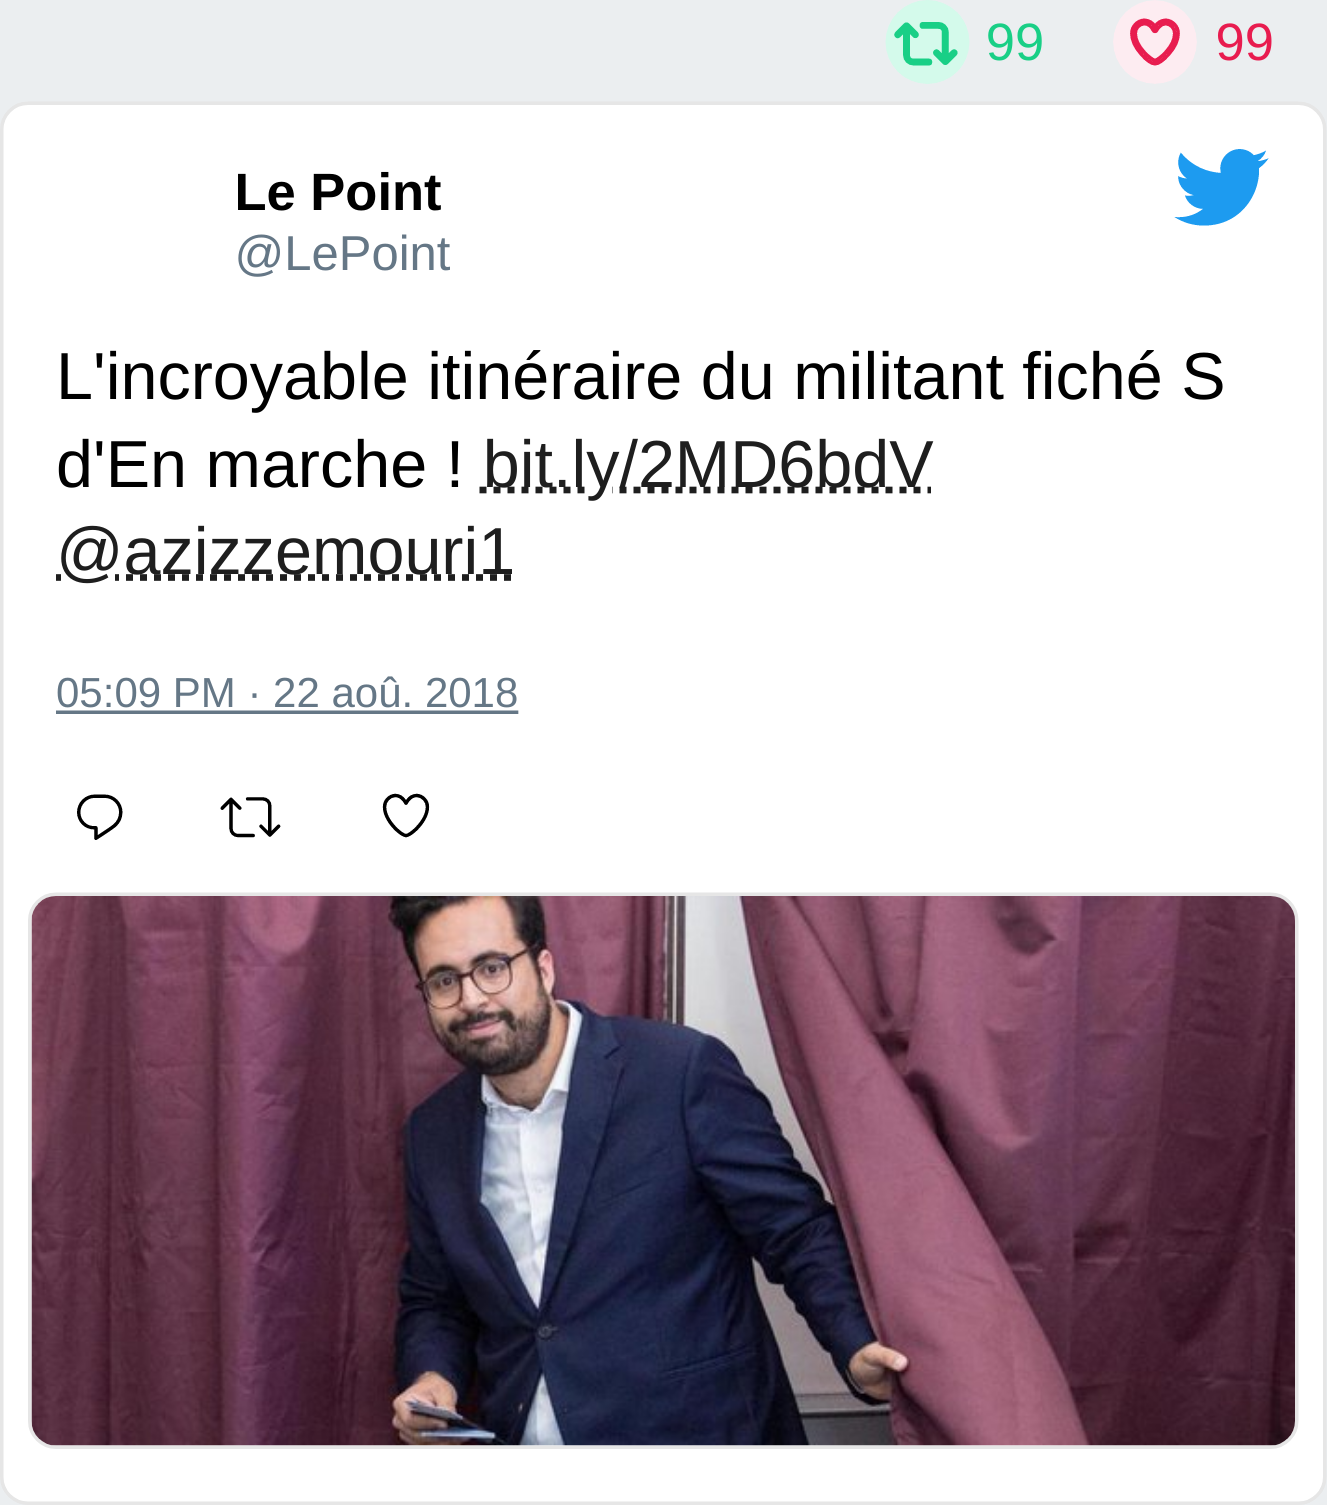 99 99
Le Point
@LePoint
L'incroyable itinéraire du militant fiché S
d'En marche ! bit.ly/2MD6bdV
@azizzemouri1
05:09 PM · 22 aoû. 2018